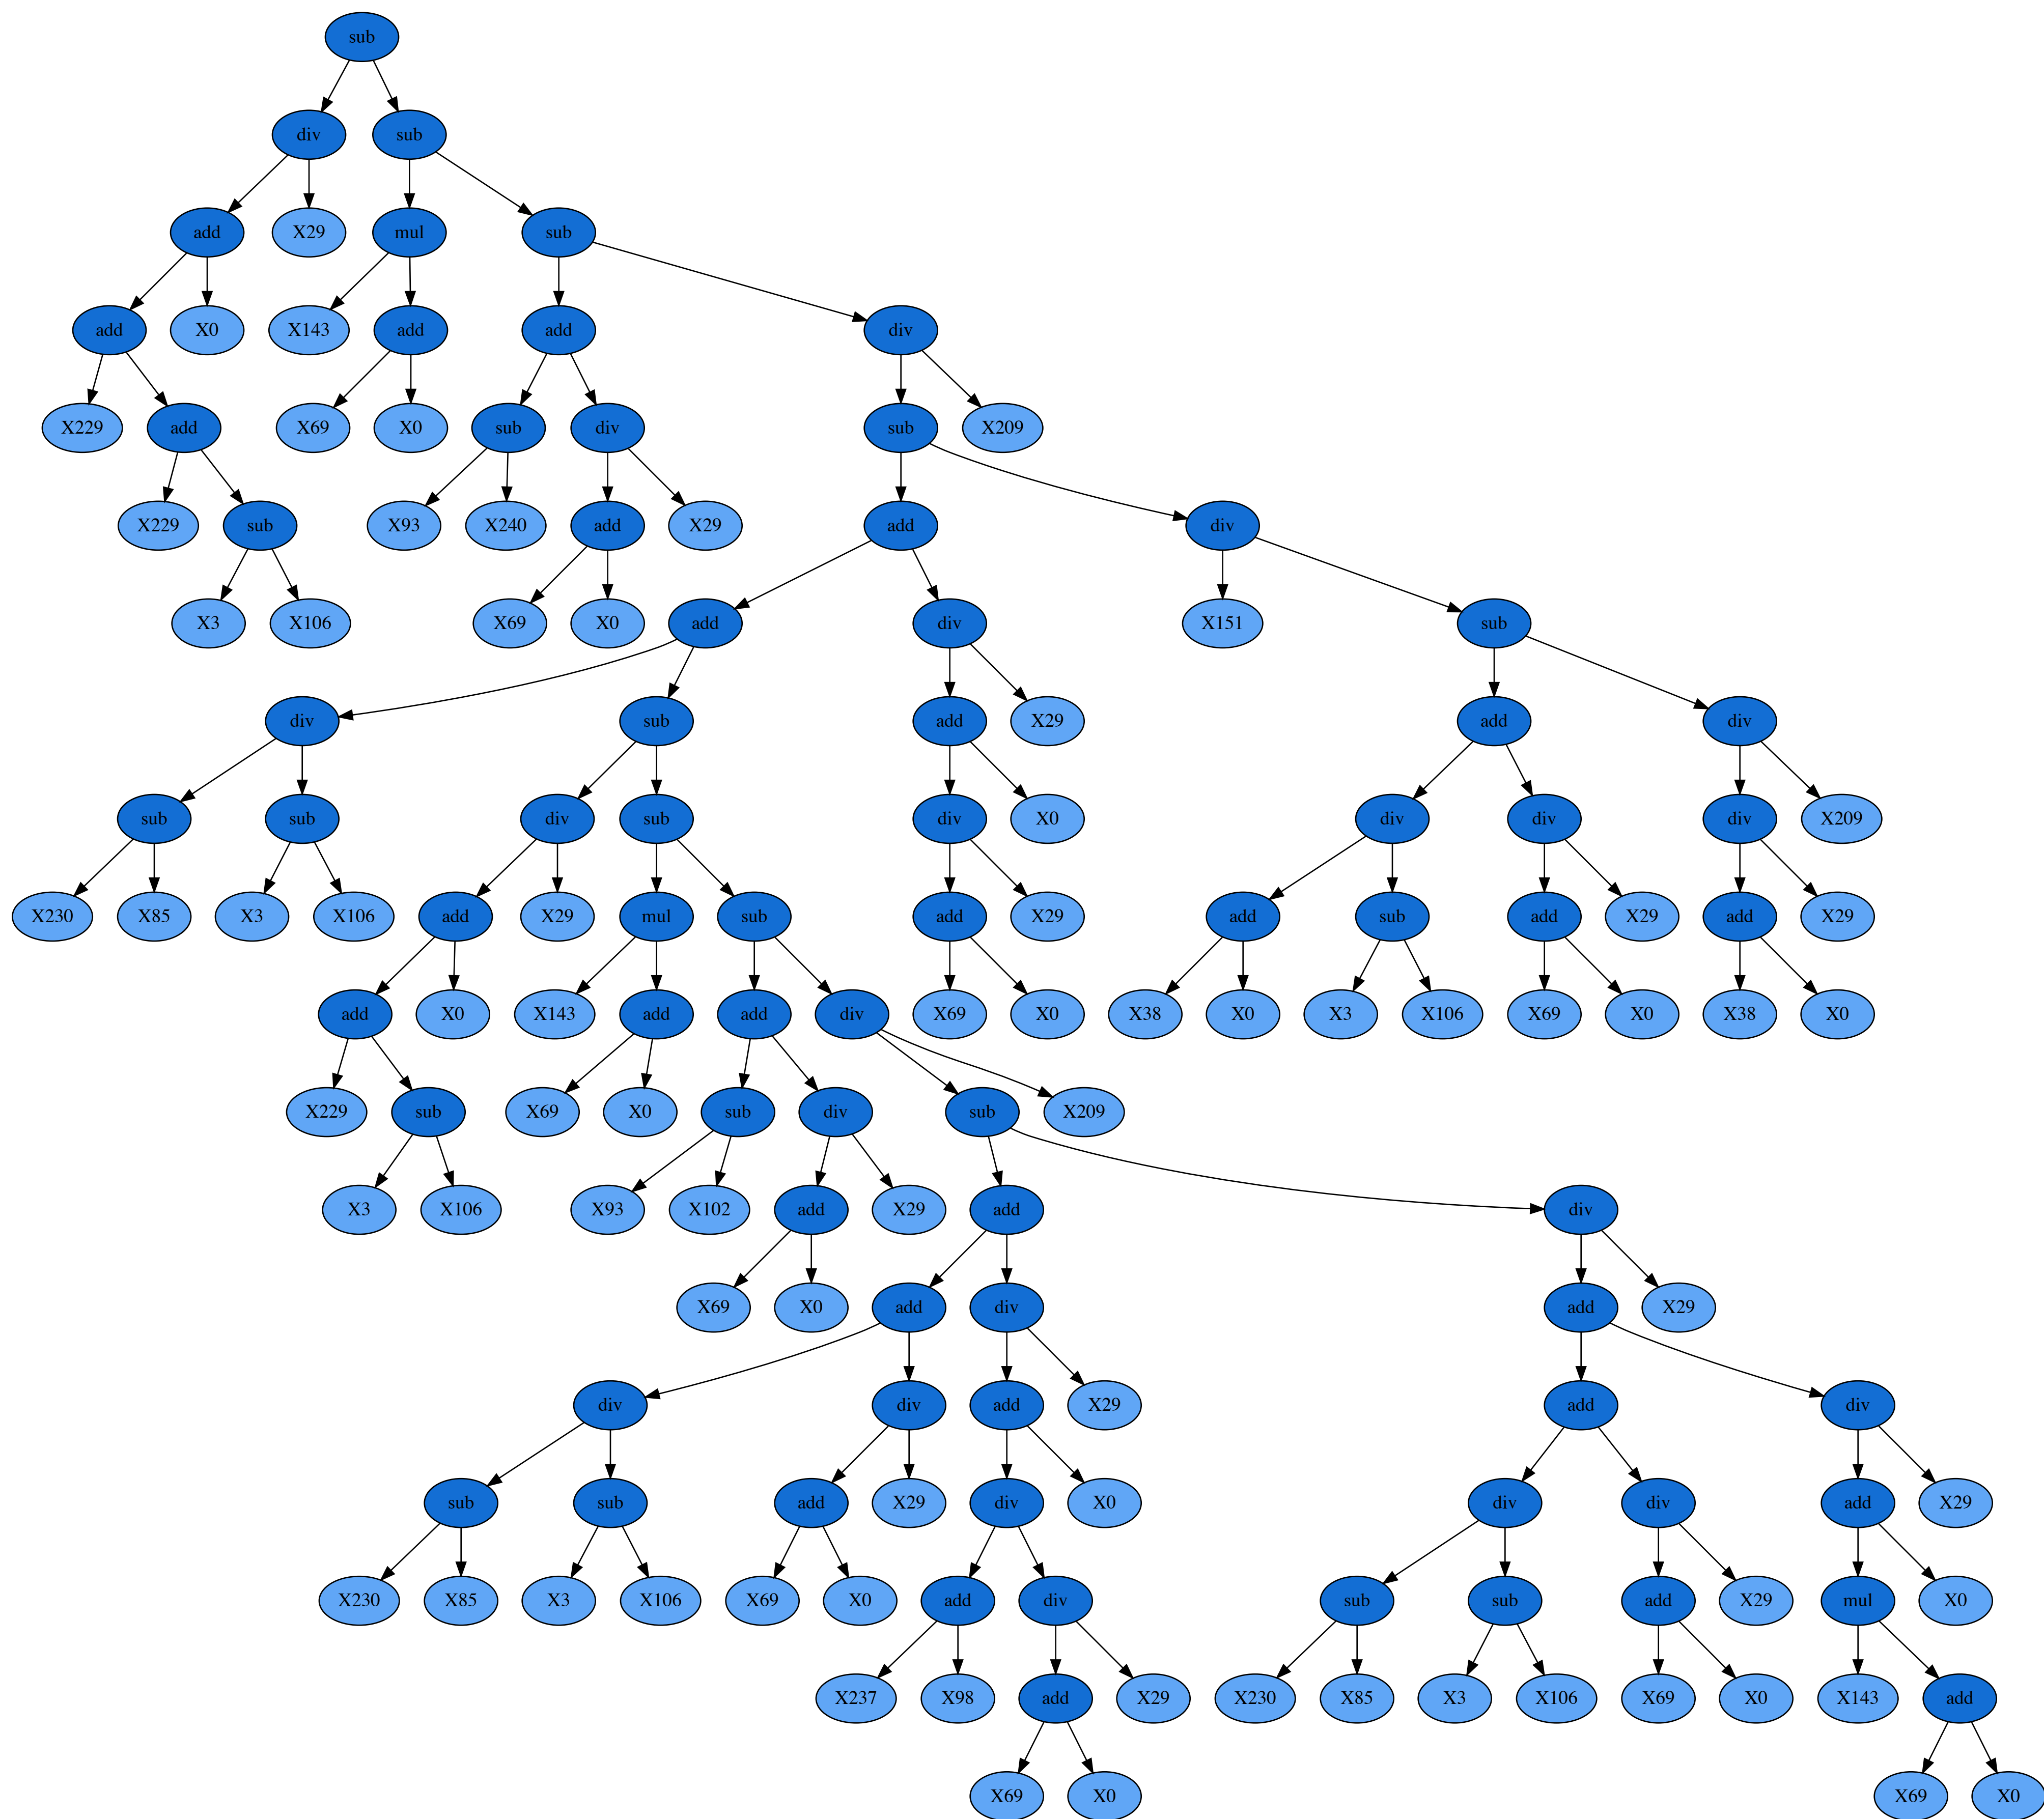 sub
div sub
add X29 mul sub
add X0 X143 add add div
X229 add X69 X0 sub div sub X209
X229 sub X93 X240 add X29 add div
X3 X106 X69 X0 add div X151 sub
div sub add X29 add div
sub sub div sub div X0 div div div X209
X230 X85 X3 X106 add X29 mul sub add X29 add sub add X29 add X29
add X0 X143 add add div X69 X0 X38 X0 X3 X106 X69 X0 X38 X0
X229 sub X69 X0 sub div sub X209
X3 X106 X93 X102 add X29 add div
X69 X0 add div add X29
div div add X29 add div
sub sub add X29 div X0 div div add X29
X230 X85 X3 X106 X69 X0 add div sub sub add X29 mul X0
X237 X98 add X29 X230 X85 X3 X106 X69 X0 X143 add
X69 X0 X69 X0